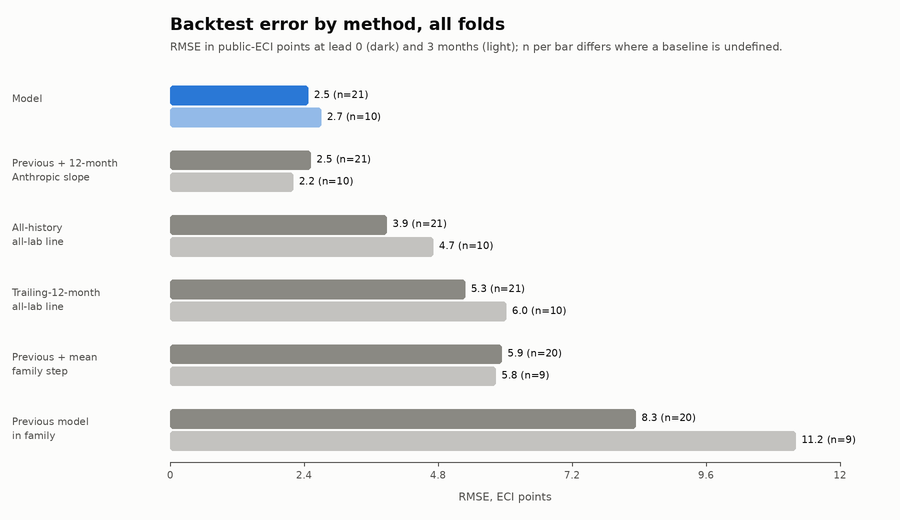 Backtest error by method, all folds
RMSE in public-ECI points at lead 0 (dark) and 3 months (light); n per bar differs where a baseline is undefined.
Model
2.5 (n=21)
2.7 (n=10)
Previous + 12-month
Anthropic slope
2.5 (n=21)
2.2 (n=10)
All-history
all-lab line
3.9 (n=21)
4.7 (n=10)
Trailing-12-month
all-lab line
5.3 (n=21)
6.0 (n=10)
Previous + mean
family step
5.9 (n=20)
5.8 (n=9)
Previous model
in family
8.3 (n=20)
11.2 (n=9)
0 2.4 4.8 7.2 9.6 12
RMSE, ECI points